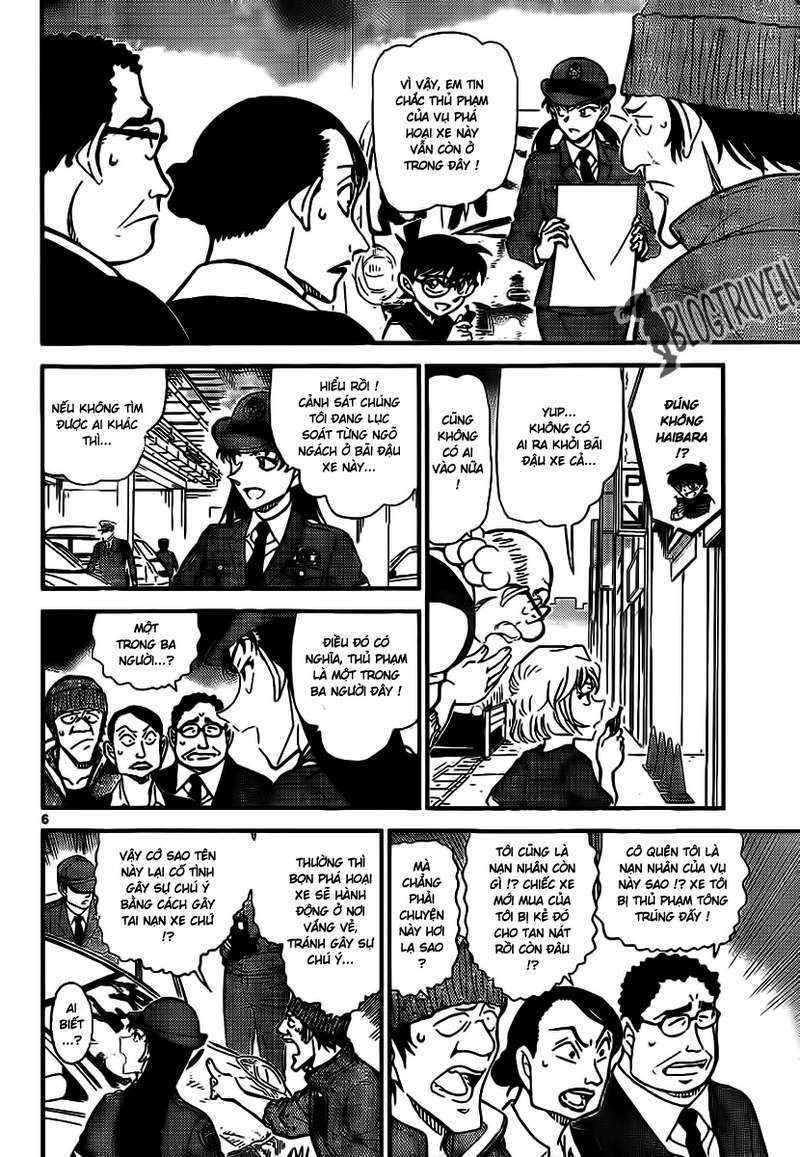 VÌ VẬY, EM TIN
CHẮC THỦ PHẠM
CỦA VỤ PHÁ
HOẠI XE NÀY
VẪN CÒN Ở
TRONG ĐÂY !
BLOGTRUYEN
ĐÚNG
KHÔNG
HAIBARA
!?
YUP...
KHÔNG CÓ
AI RA KHỎI BÃI
ĐẬU XE CẢ...
CŨNG
KHÔNG
CÓ AI
VÀO NỮA
!
HIỂU RỒI !
CẢNH SÁT CHÚNG
TÔI ĐANG LỤC
SOÁT TỪNG NGÕ
NGÁCH Ở BÃI ĐẬU
XE NÀY...
NẾU KHÔNG TÌM
ĐƯỢC AI KHÁC
THÌ...
ĐIỀU ĐÓ CÓ
NGHĨA, THỦ PHẠM
LÀ MỘT TRONG
BA NGƯỜI ĐÂY !
MỘT
TRONG BA
NGƯỜI...?
6
CÔ QUÊN TÔI LÀ
NẠN NHÂN CỦA VỤ
NÀY SAO !? XE TÔI
BỊ THỦ PHẠM TÔNG
TRÚNG ĐẤY !
TÔI CŨNG LÀ
NẠN NHÂN CÒN
GÌ !? CHIẾC XE
MỚI MUA CỦA
TÔI BỊ KẺ ĐÓ
CHO TAN NÁT
RỒI CÒN ĐÂU
!?
MÀ
CHẲNG
PHẢI
CHUYỆN
NÀY HƠI
LẠ SAO ?
THƯỜNG THÌ
BỌN PHÁ HOẠI
XE SẼ HÀNH
ĐỘNG Ở NƠI
VẮNG VẺ,
TRÁNH GÂY SỰ
CHÚ Ý...
VẬY CỚ SAO TÊN
NÀY LẠI CỐ TÌNH
GÂY SỰ CHÚ Ý
BẰNG CÁCH GÂY
TAI NẠN XE CHỨ
!?
AI
BIẾT
...?